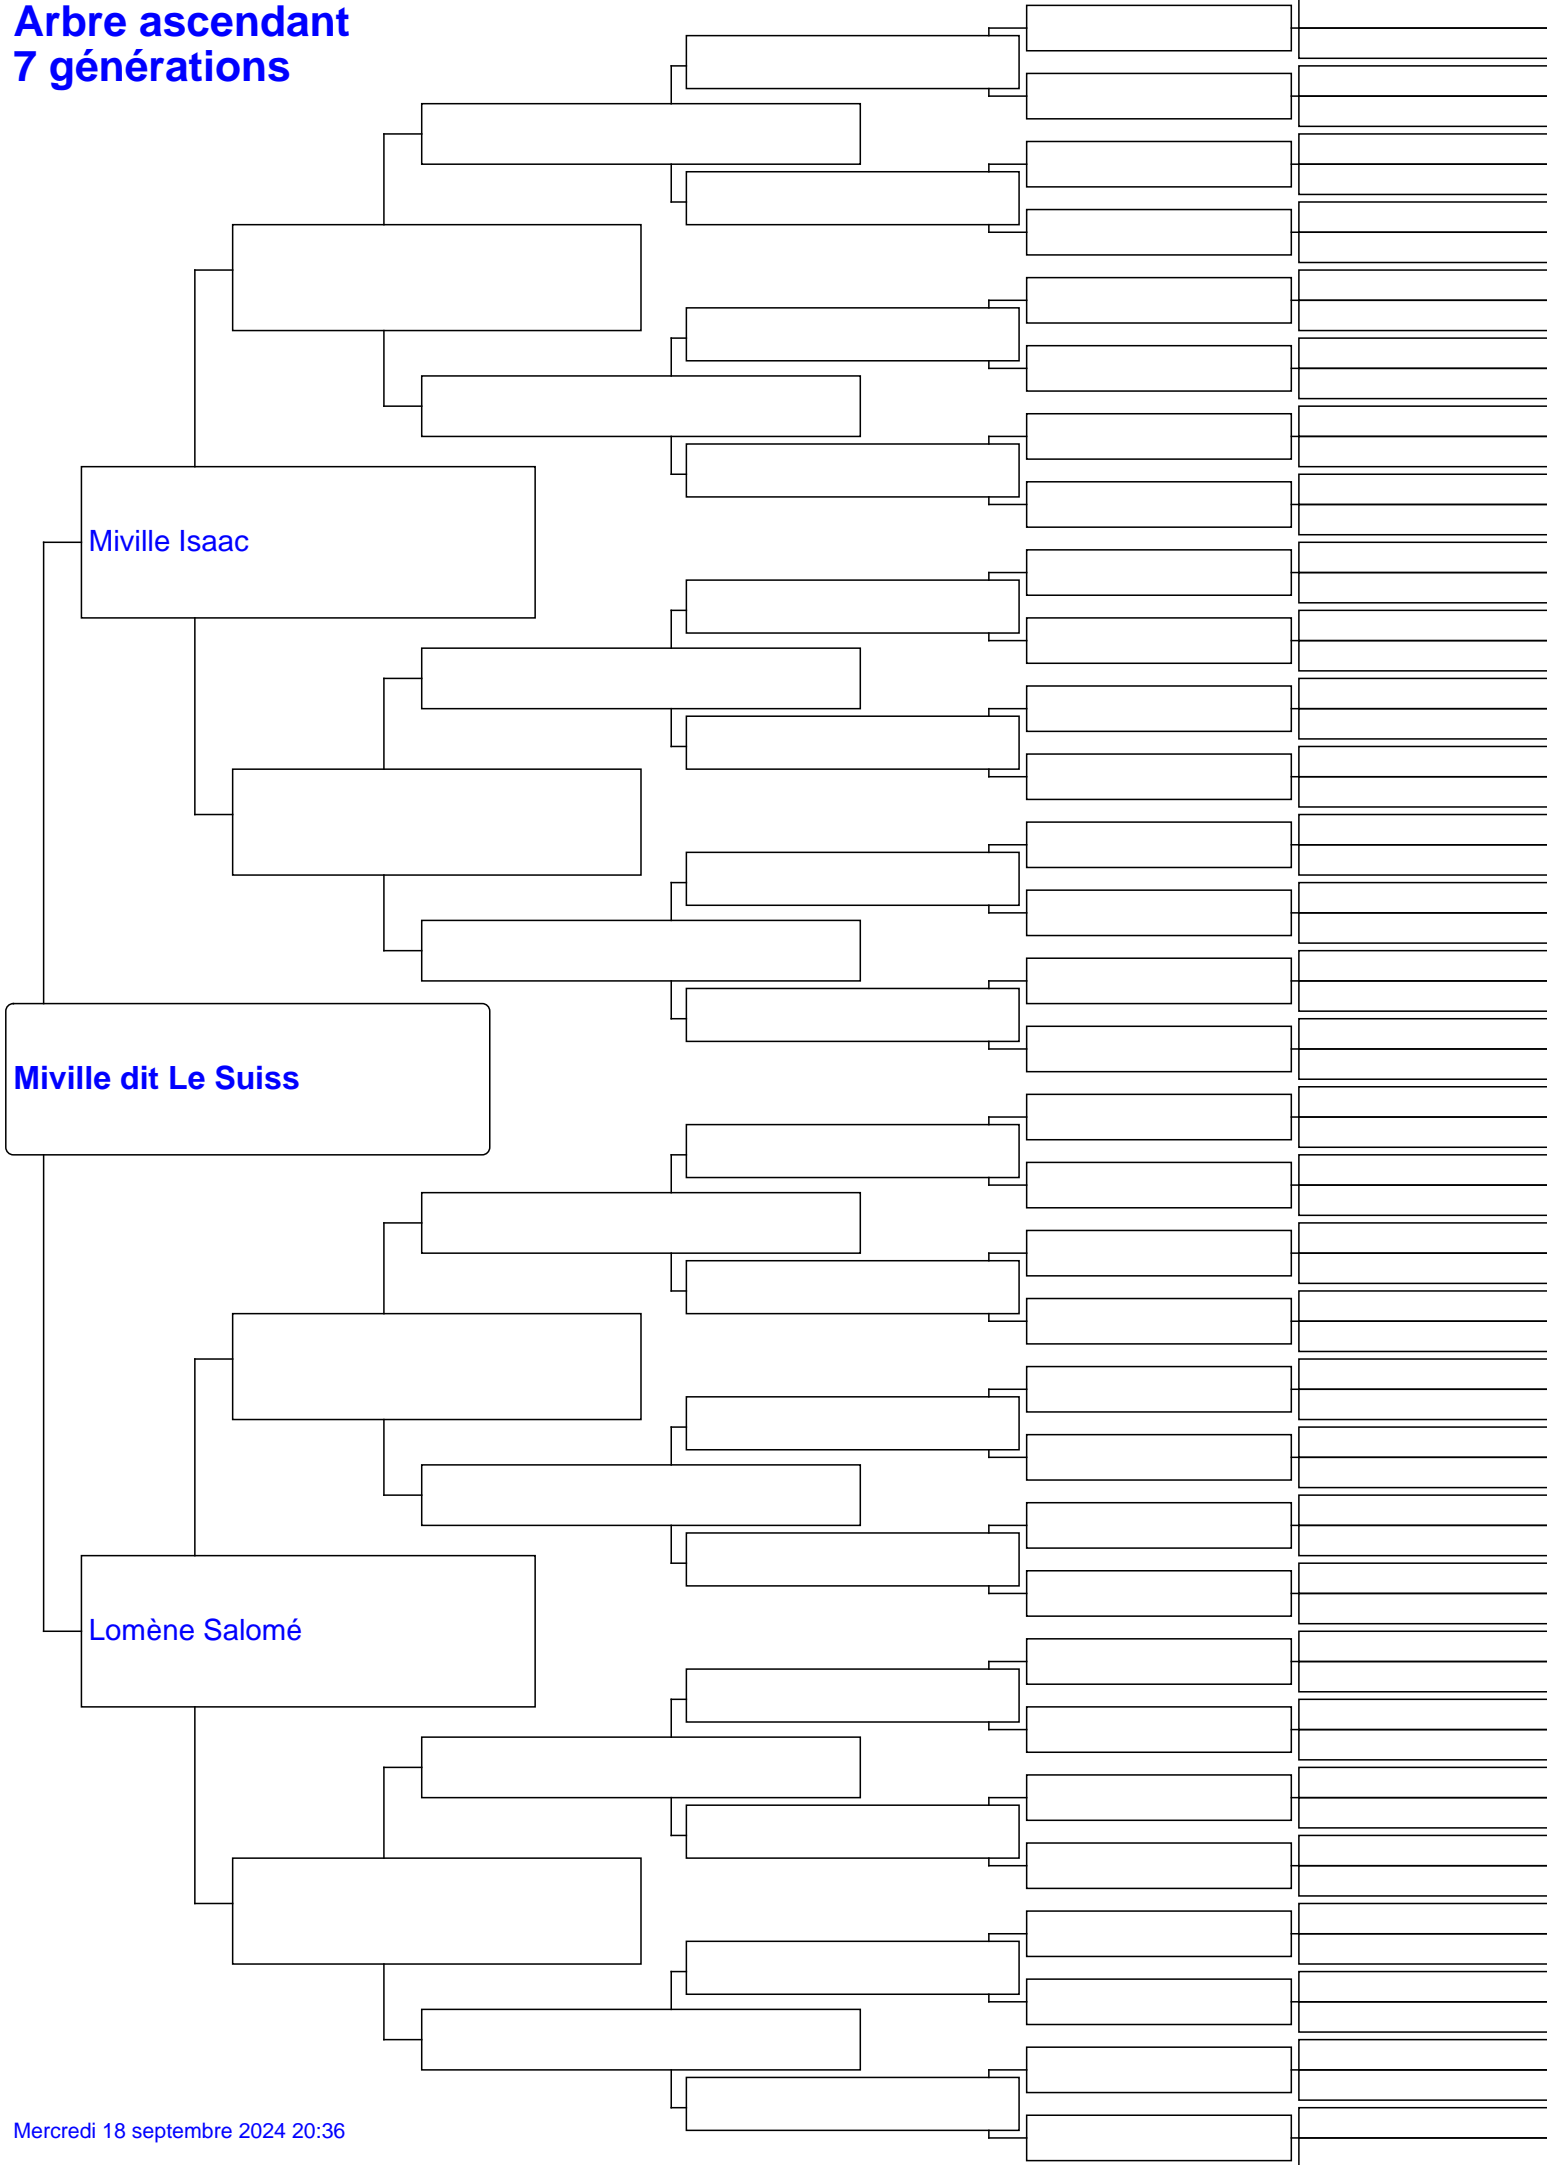 Arbre ascendant
7 générations
Miville Isaac
Miville dit Le Suiss
Lomène Salomé
Mercredi 18 septembre 2024 20:36